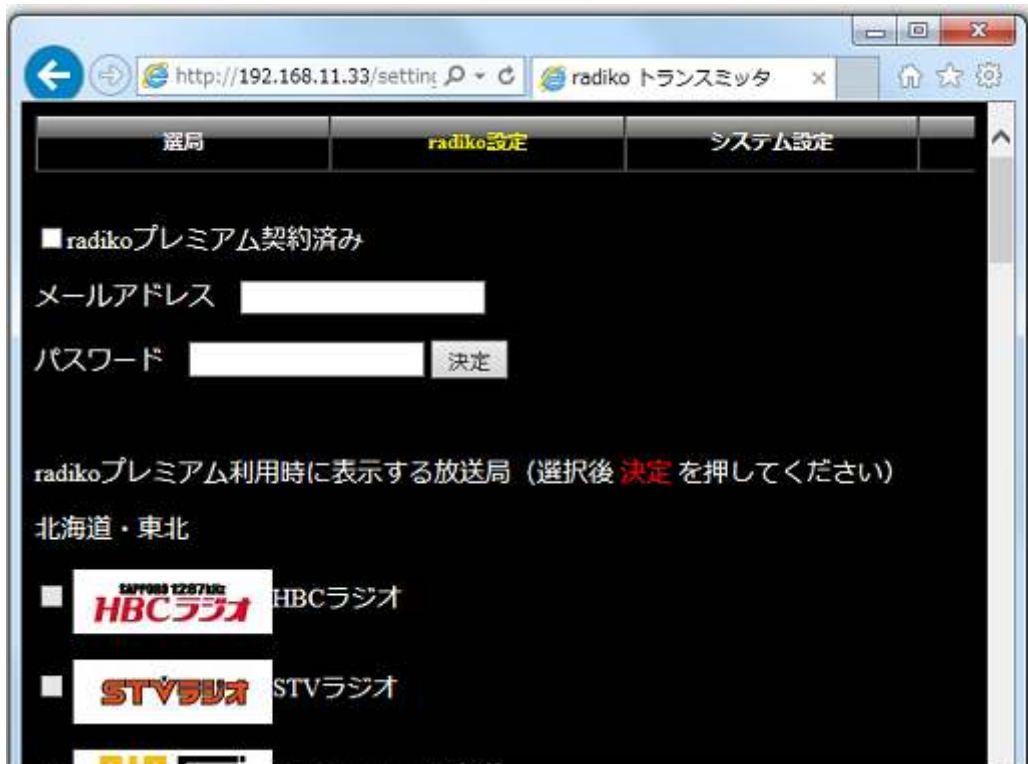 http://192.168.11.33/setting
radiko トランスミッタ
選局 radiko設定 システム設定
radikoプレミアム契約済み
メールアドレス
パスワード 決定
radikoプレミアム利用時に表示する放送局（選択後 決定 を押してください）
北海道・東北
SAPPORO 1287kHz
HBCラジオ HBCラジオ
STVラジオ STVラジオ